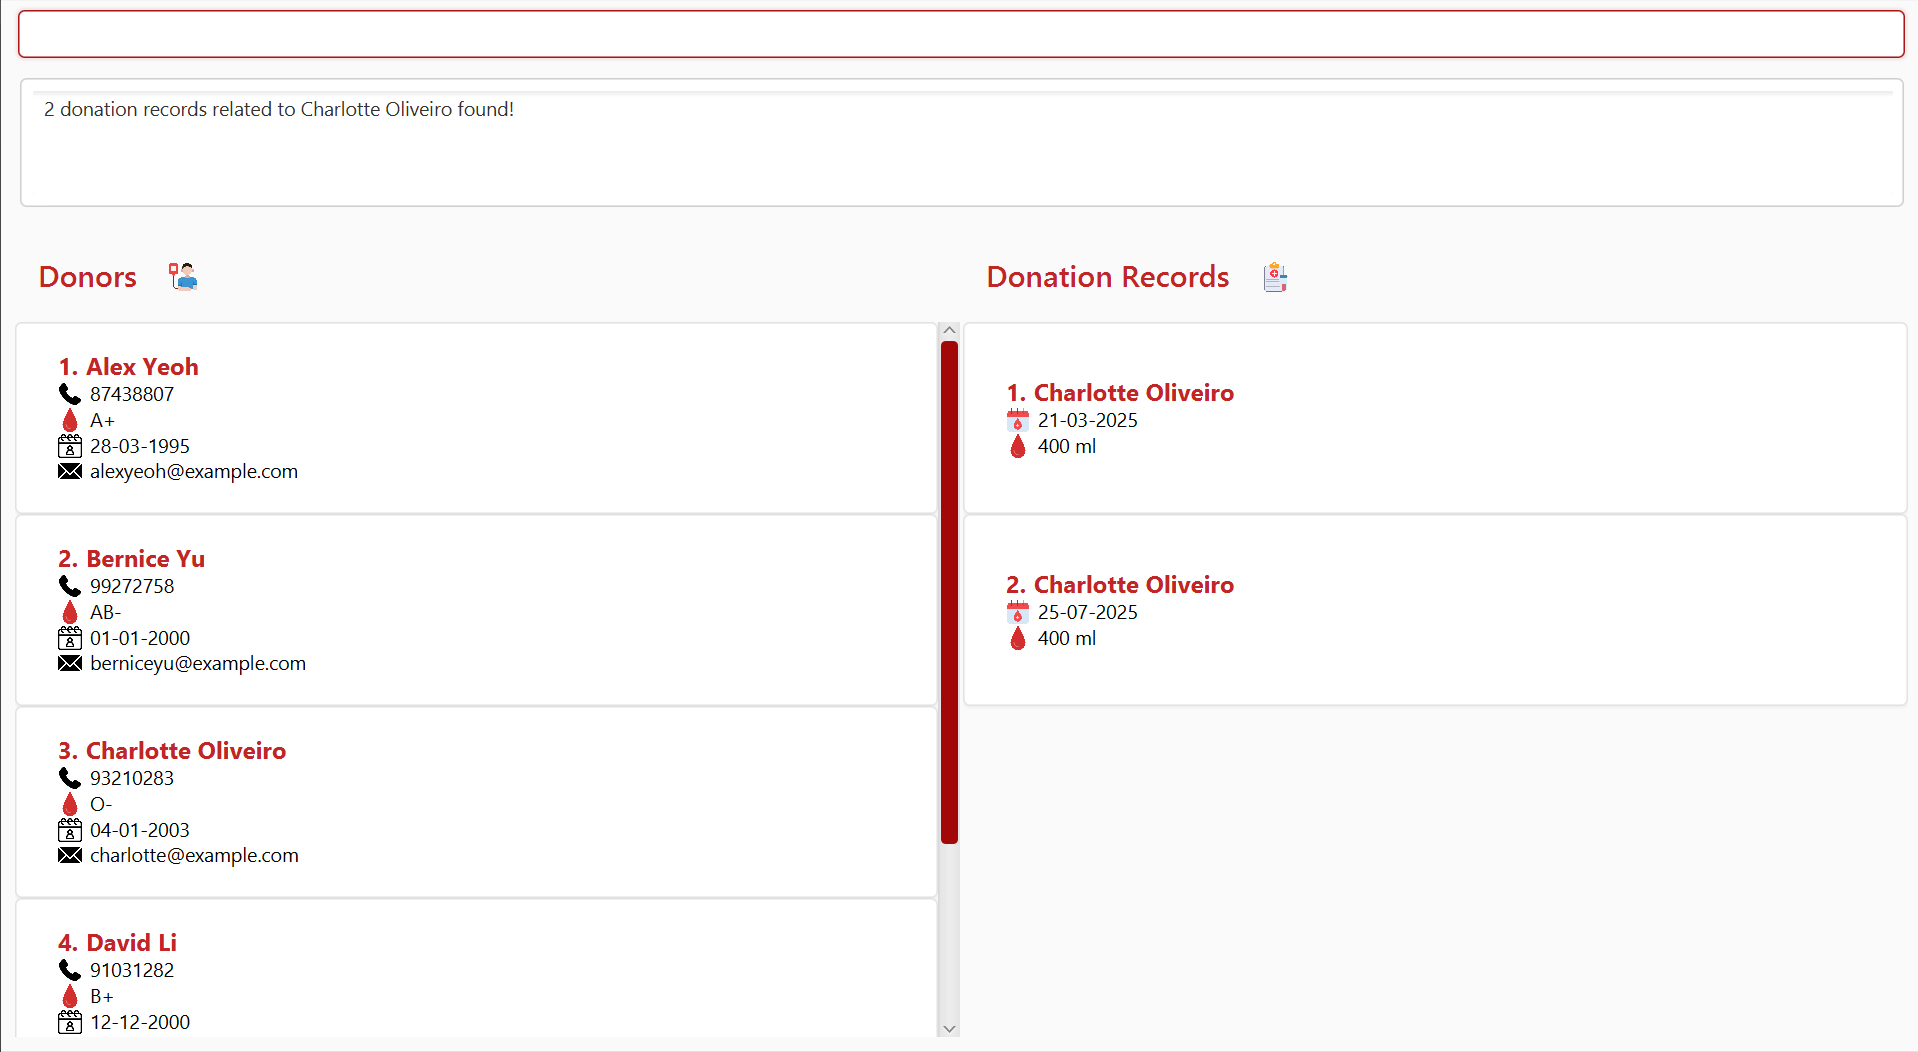 2 donation records related to Charlotte Oliveiro found!
Donors
1. Alex Yeoh
87438807
A+
28-03-1995
alexyeoh@example.com
2. Bernice Yu
99272758
AB-
01-01-2000
berniceyu@example.com
3. Charlotte Oliveiro
93210283
O-
04-01-2003
charlotte@example.com
4. David Li
91031282
B+
12-12-2000
Donation Records
1. Charlotte Oliveiro
21-03-2025
400 ml
2. Charlotte Oliveiro
25-07-2025
400 ml